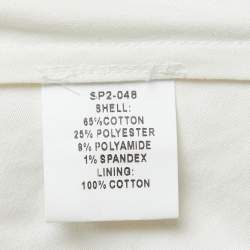 SP2-048
SHELL:
65%COTTON
25% POLYESTER
9% POLYAMIDE
1% SPANDEX
LINING:
100% COTTON